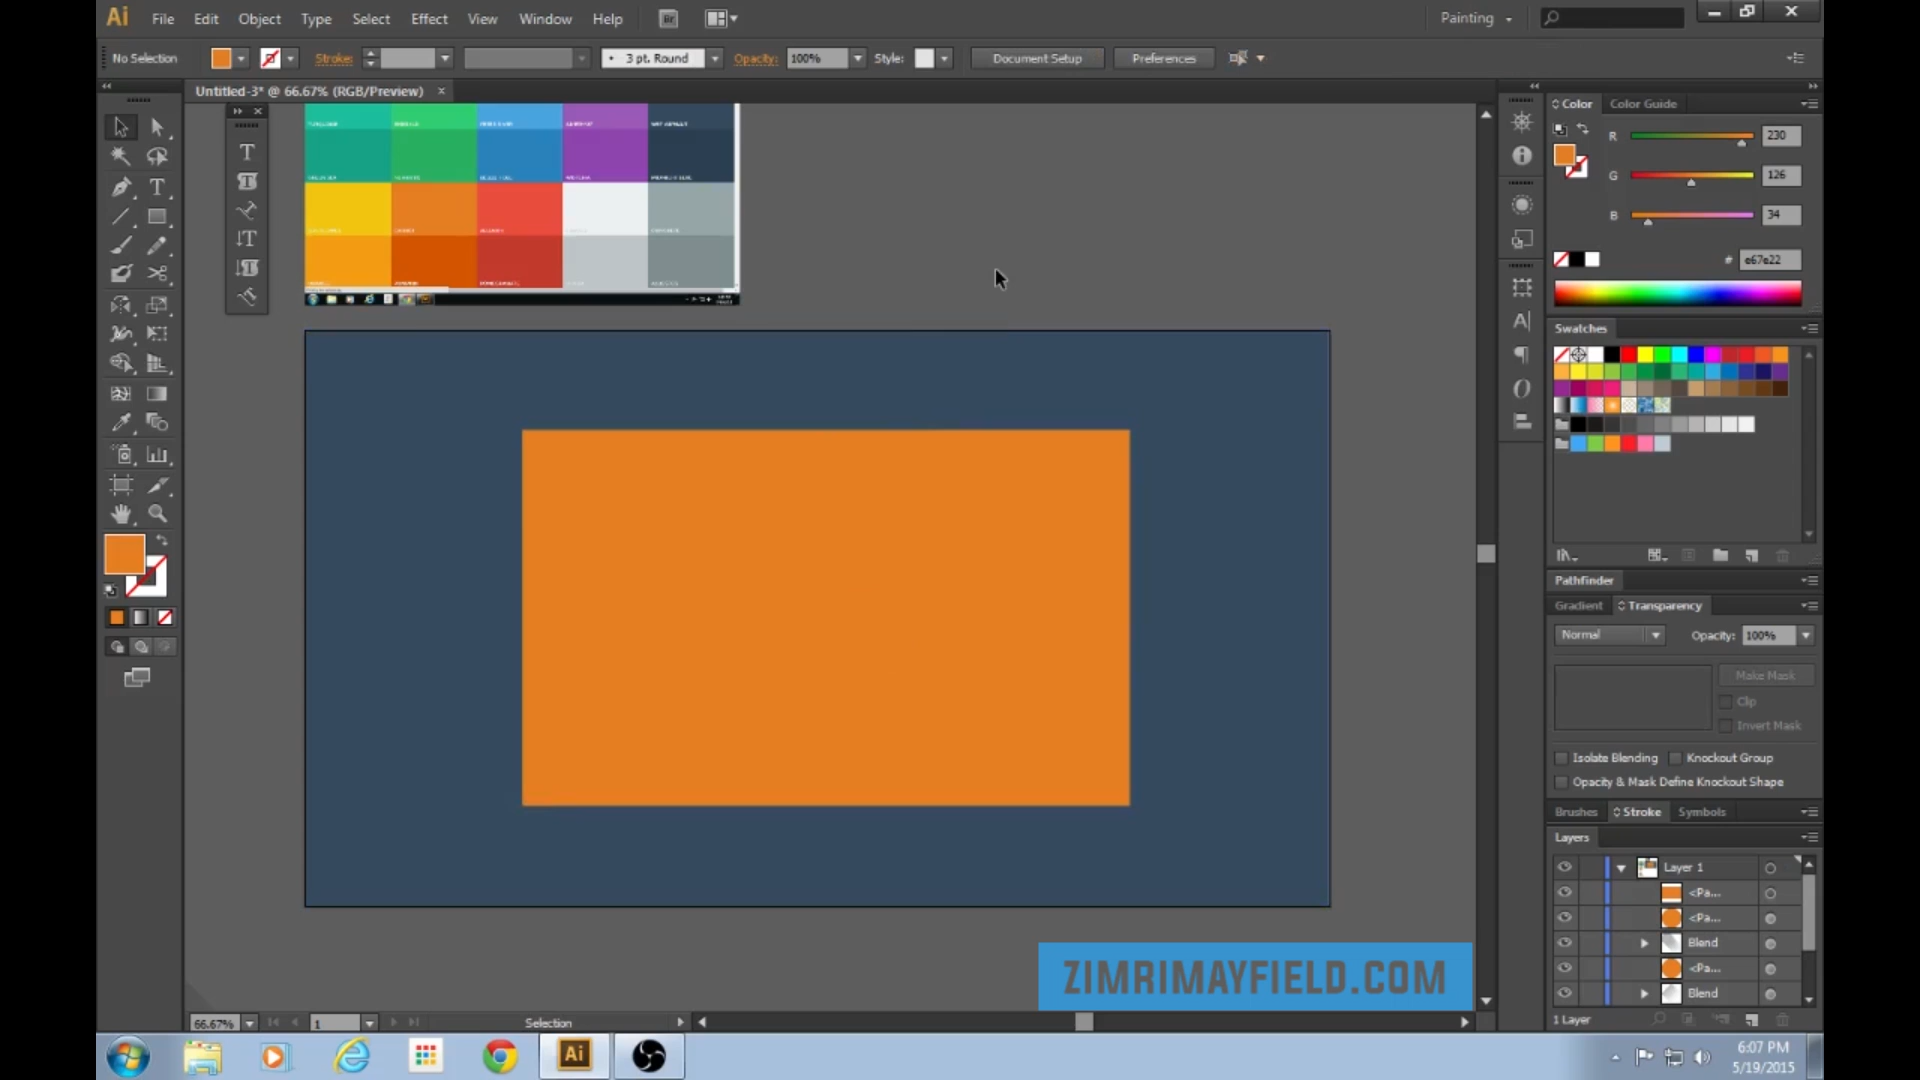 Ai File Edit Object Type Select Effect View Window Help Br Painting
No Selection Stroke: 3 pt. Round Opacity: 100% Style: Document Setup Preferences
Untitled-3* @ 66.67% (RGB/Preview) ×
Color Color Guide
R 230
G 126
B 34
# e67e22
Swatches
Pathfinder
Gradient Transparency
Normal Opacity: 100%
Make Mask
Clip
Invert Mask
Isolate Blending Knockout Group
Opacity & Mask Define Knockout Shape
Brushes Stroke Symbols
Layers
Layer 1
<Pa...
<Pa...
Blend
<Pa...
Blend
1 Layer
ZIMRIMAYFIELD.COM
66.67% 1 Selection
Ai
6:07 PM
5/19/2015